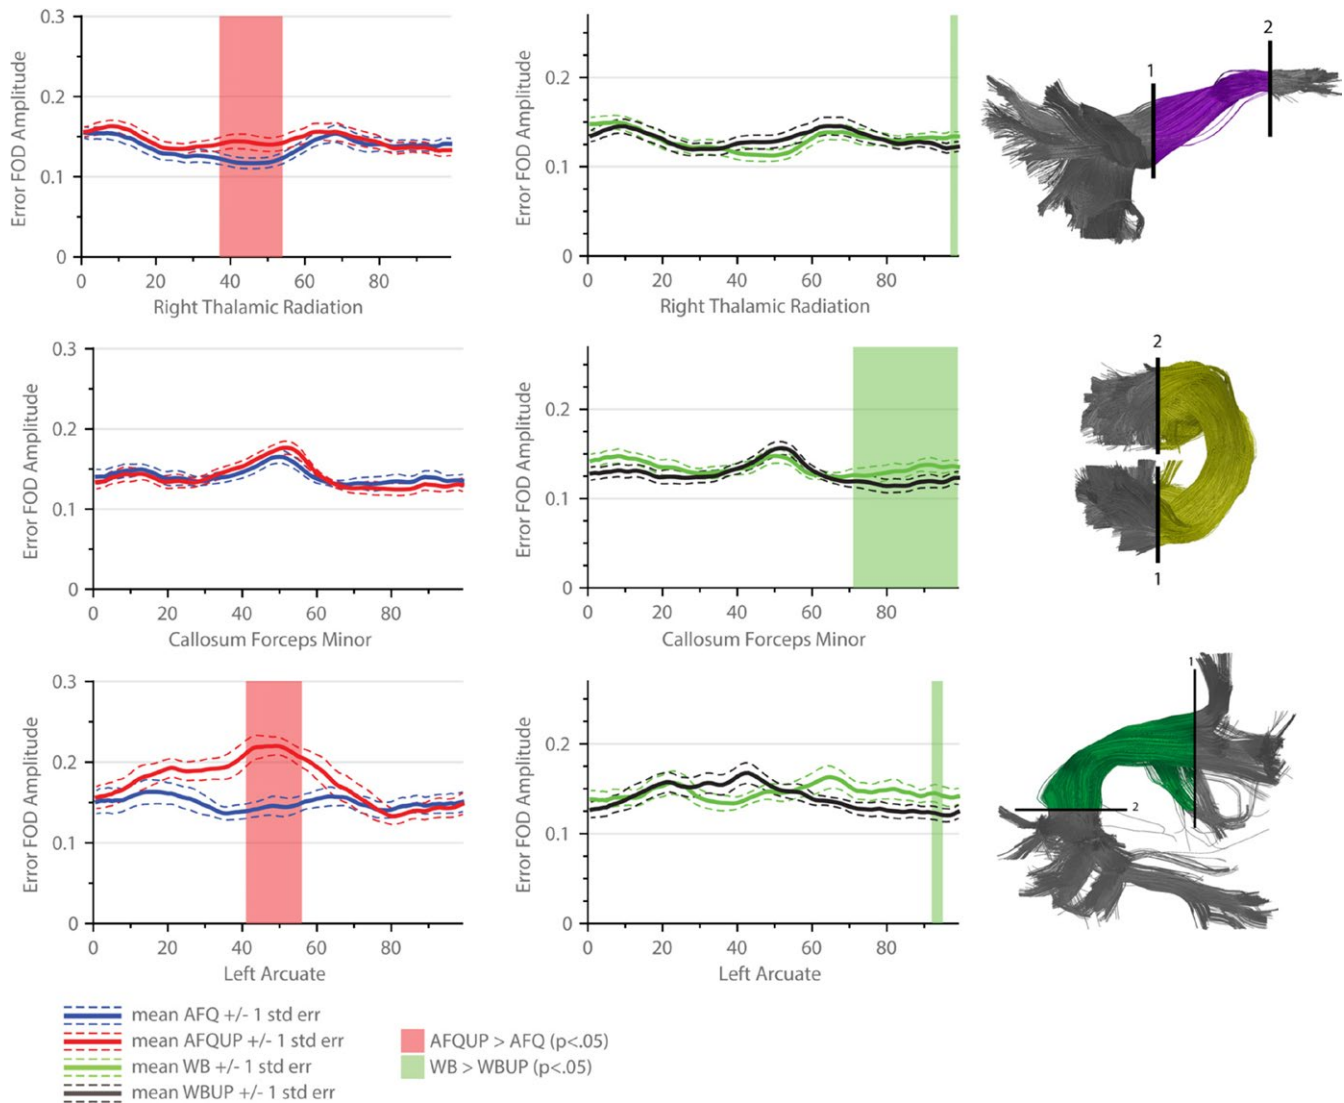 0.3
0.2
0.1
0
Error FOD Amplitude
0 20 40 60 80
Right Thalamic Radiation
0.2
0.1
0
Error FOD Amplitude
0 20 40 60 80
Right Thalamic Radiation
1
2
0.3
0.2
0.1
0
Error FOD Amplitude
0 20 40 60 80
Callosum Forceps Minor
0.2
0.1
0
Error FOD Amplitude
0 20 40 60 80
Callosum Forceps Minor
2
1
0.3
0.2
0.1
0
Error FOD Amplitude
0 20 40 60 80
Left Arcuate
0.2
0.1
0
Error FOD Amplitude
0 20 40 60 80
Left Arcuate
1
2
mean AFQ +/- 1 std err
mean AFQUP +/- 1 std err
mean WB +/- 1 std err
mean WBUP +/- 1 std err
AFQUP > AFQ (p<.05)
WB > WBUP (p<.05)